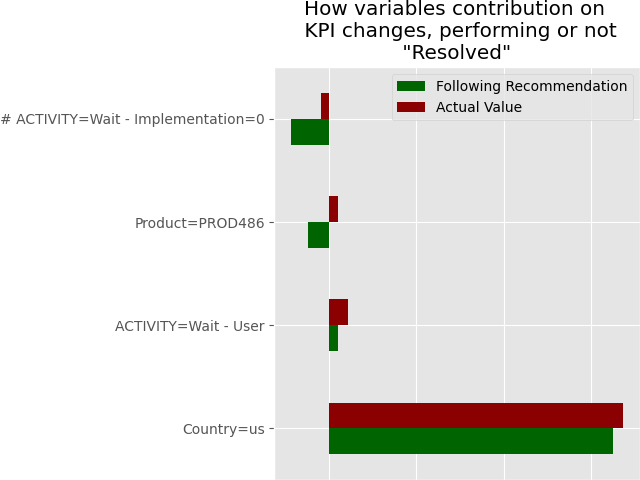 How variables contribution on
KPI changes, performing or not
"Resolved"
Following Recommendation
Actual Value
# ACTIVITY=Wait - Implementation=0
Product=PROD486
ACTIVITY=Wait - User
Country=us